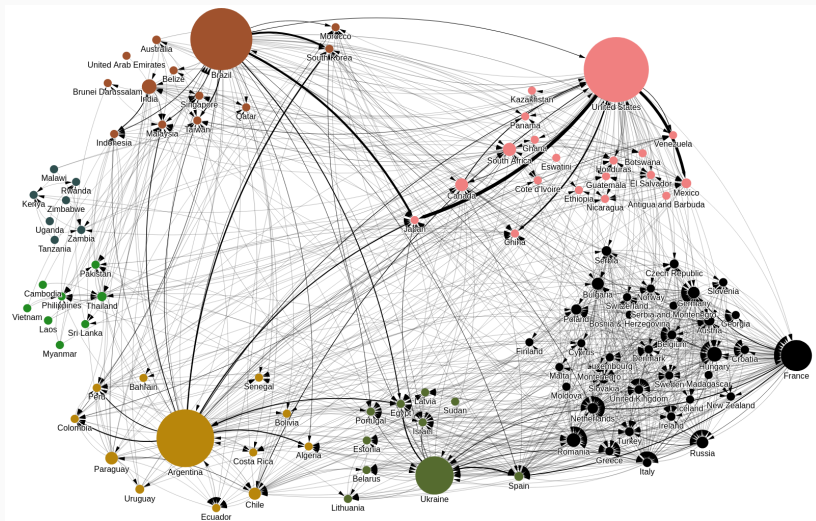 Morocco
Australia
South Korea
United Arab Emirates
Belize
Brazil
Brunei Darussalam
India
Singapore
Qatar
Malaysia
Taiwan
Indonesia
Kazakhstan
United States
Panama
Ghana
Venezuela
South Africa
Eswatini
Botswana
Honduras
Guatemala
El Salvador
Mexico
Canada
Cote d'Ivoire
Ethiopia
Nicaragua
Antigua and Barbuda
Japan
China
Malawi
Rwanda
Kenya
Zimbabwe
Uganda
Zambia
Tanzania
Pakistan
Cambodia
Philippines
Thailand
Vietnam
Laos
Sri Lanka
Myanmar
Serbia
Czech Republic
Bulgaria
Norway
Germany
Slovenia
Switzerland
Poland
Serbia and Montenegro
Georgia
Bosnia & Herzegovina
Austria
Finland
Cyprus
Denmark
Belgium
Croatia
Luxembourg
Hungary
France
Malta
Montenegro
Sweden
Madagascar
Moldova
Slovakia
United Kingdom
Iceland
New Zealand
Netherlands
Ireland
Turkey
Romania
Greece
Italy
Russia
Bahrain
Senegal
Peru
Colombia
Bolivia
Portugal
Egypt
Latvia
Sudan
Argentina
Paraguay
Costa Rica
Algeria
Estonia
Belarus
Ukraine
Spain
Uruguay
Chile
Lithuania
Ecuador